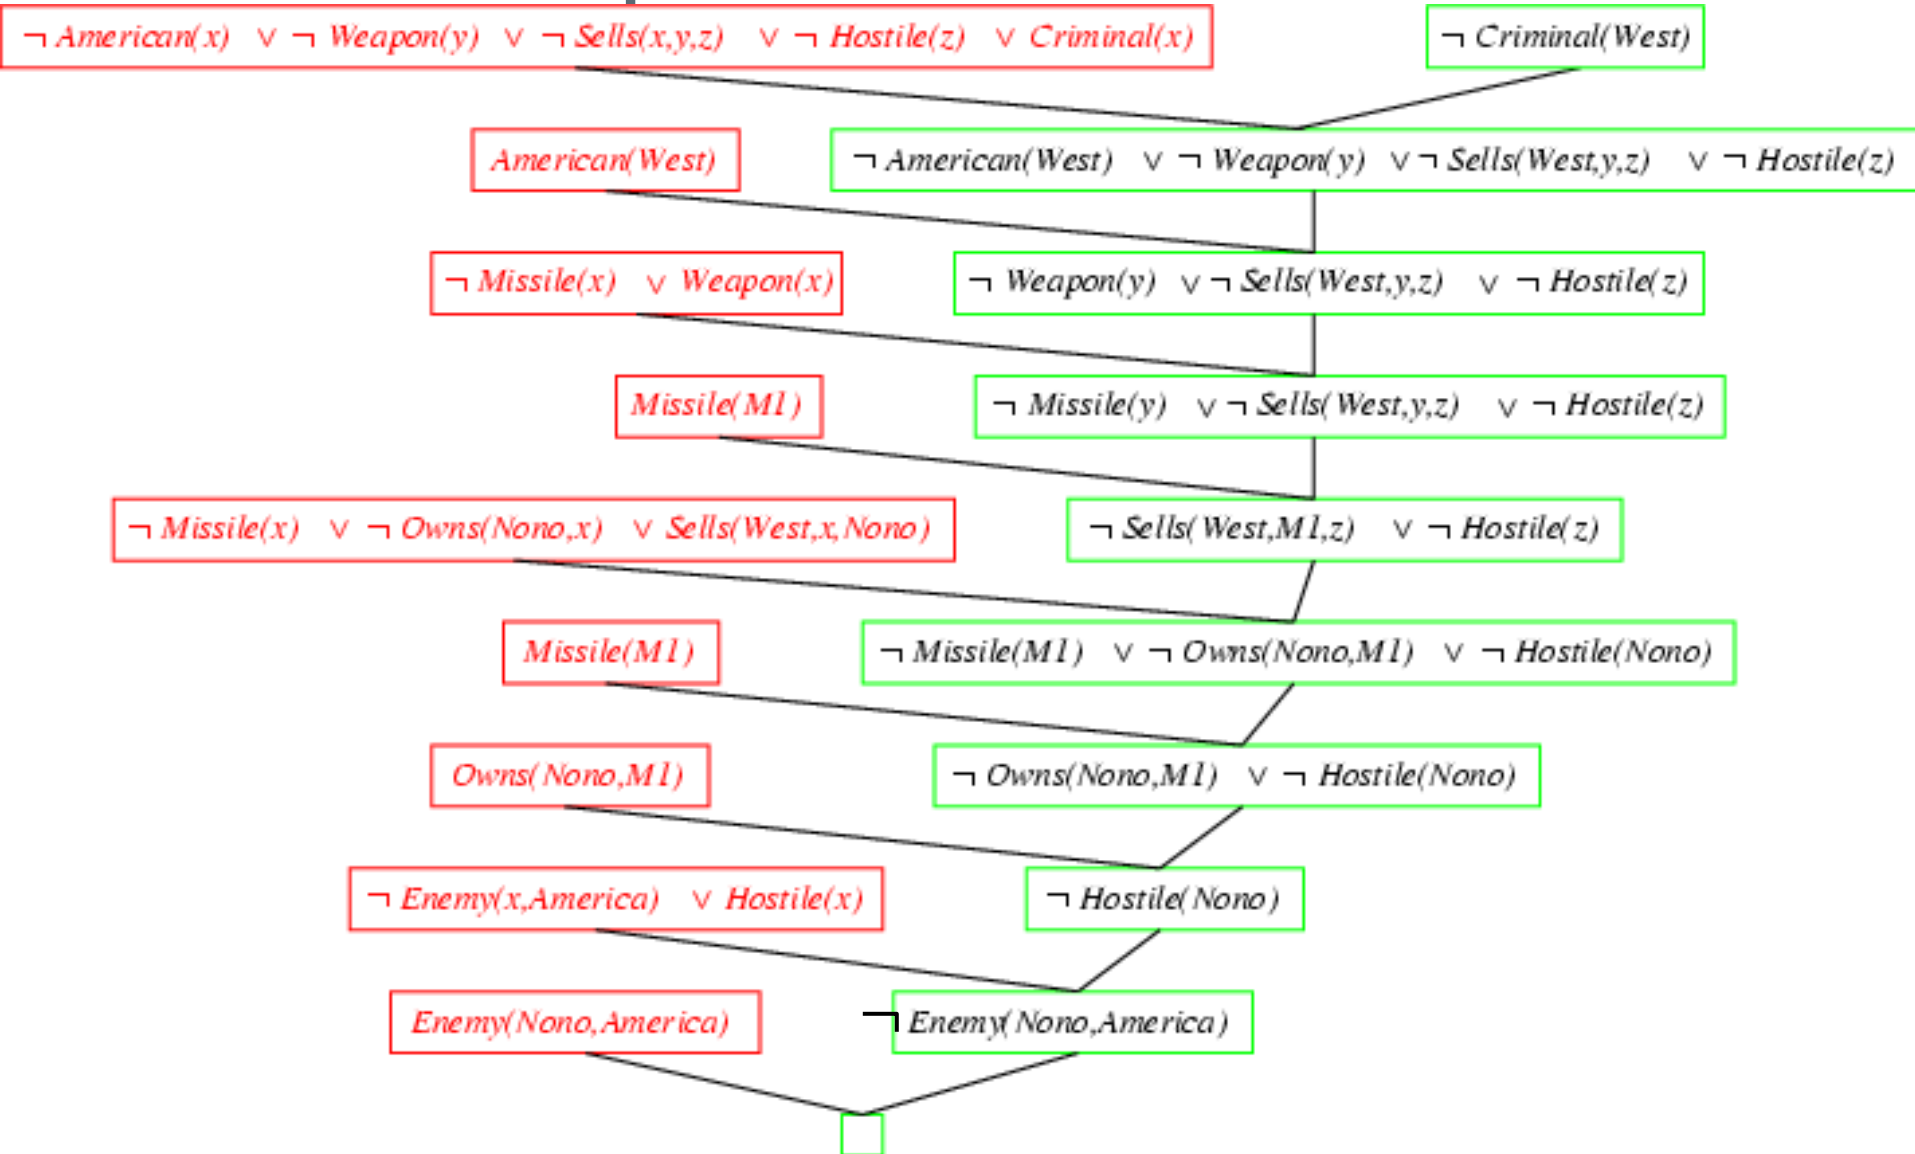 ¬ American(x) ∨ ¬ Weapon(y) ∨ ¬ Sells(x,y,z) ∨ ¬ Hostile(z) ∨ Criminal(x) ¬ Criminal(West)
American(West) ¬ American(West) ∨ ¬ Weapon(y) ∨ ¬ Sells(West,y,z) ∨ ¬ Hostile(z)
¬ Missile(x) ∨ Weapon(x) ¬ Weapon(y) ∨ ¬ Sells(West,y,z) ∨ ¬ Hostile(z)
Missile(M1) ¬ Missile(y) ∨ ¬ Sells(West,y,z) ∨ ¬ Hostile(z)
¬ Missile(x) ∨ ¬ Owns(Nono,x) ∨ Sells(West,x,Nono) ¬ Sells(West,M1,z) ∨ ¬ Hostile(z)
Missile(M1) ¬ Missile(M1) ∨ ¬ Owns(Nono,M1) ∨ ¬ Hostile(Nono)
Owns(Nono,M1) ¬ Owns(Nono,M1) ∨ ¬ Hostile(Nono)
¬ Enemy(x,America) ∨ Hostile(x) ¬ Hostile(Nono)
Enemy(Nono,America) ¬ Enemy(Nono,America)